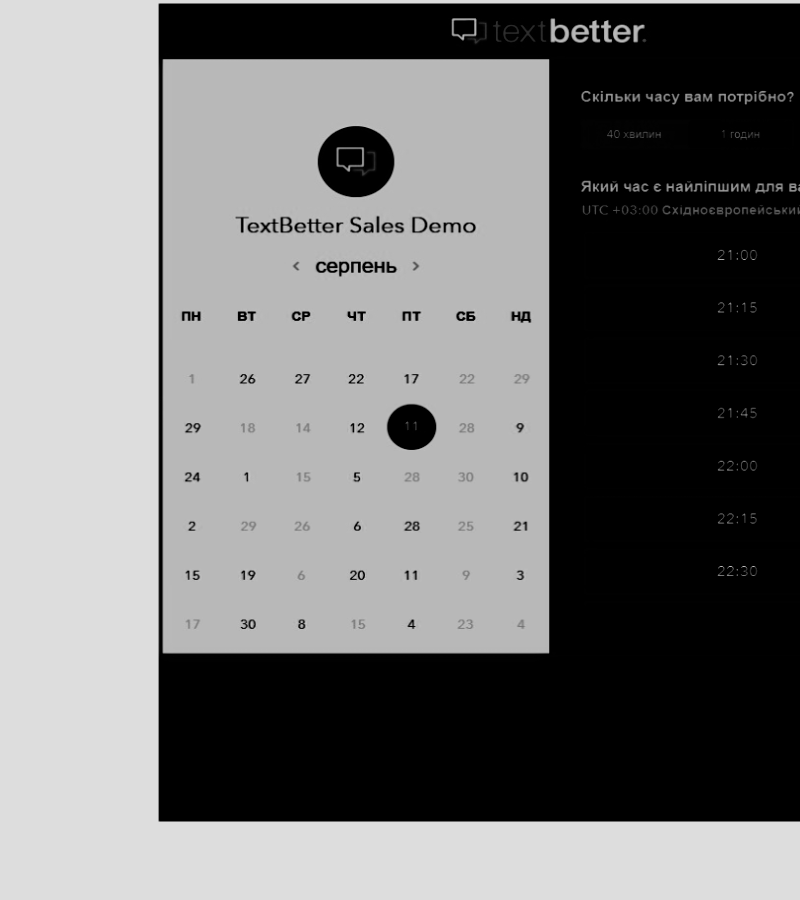 textbetter.
TextBetter Sales Demo
< серпень >
ПН ВТ СР ЧТ ПТ СБ НД
1 26 27 22 17 22 29
29 18 14 12 11 28 9
24 1 15 5 28 30 10
2 29 26 6 28 25 21
15 19 6 20 11 9 3
17 30 8 15 4 23 4
Скільки часу вам потрібно?
40 хвилин 1 годин
Який час є найліпшим для
UTC +03:00
21:00
21:15
21:30
21:45
22:00
22:15
22:30